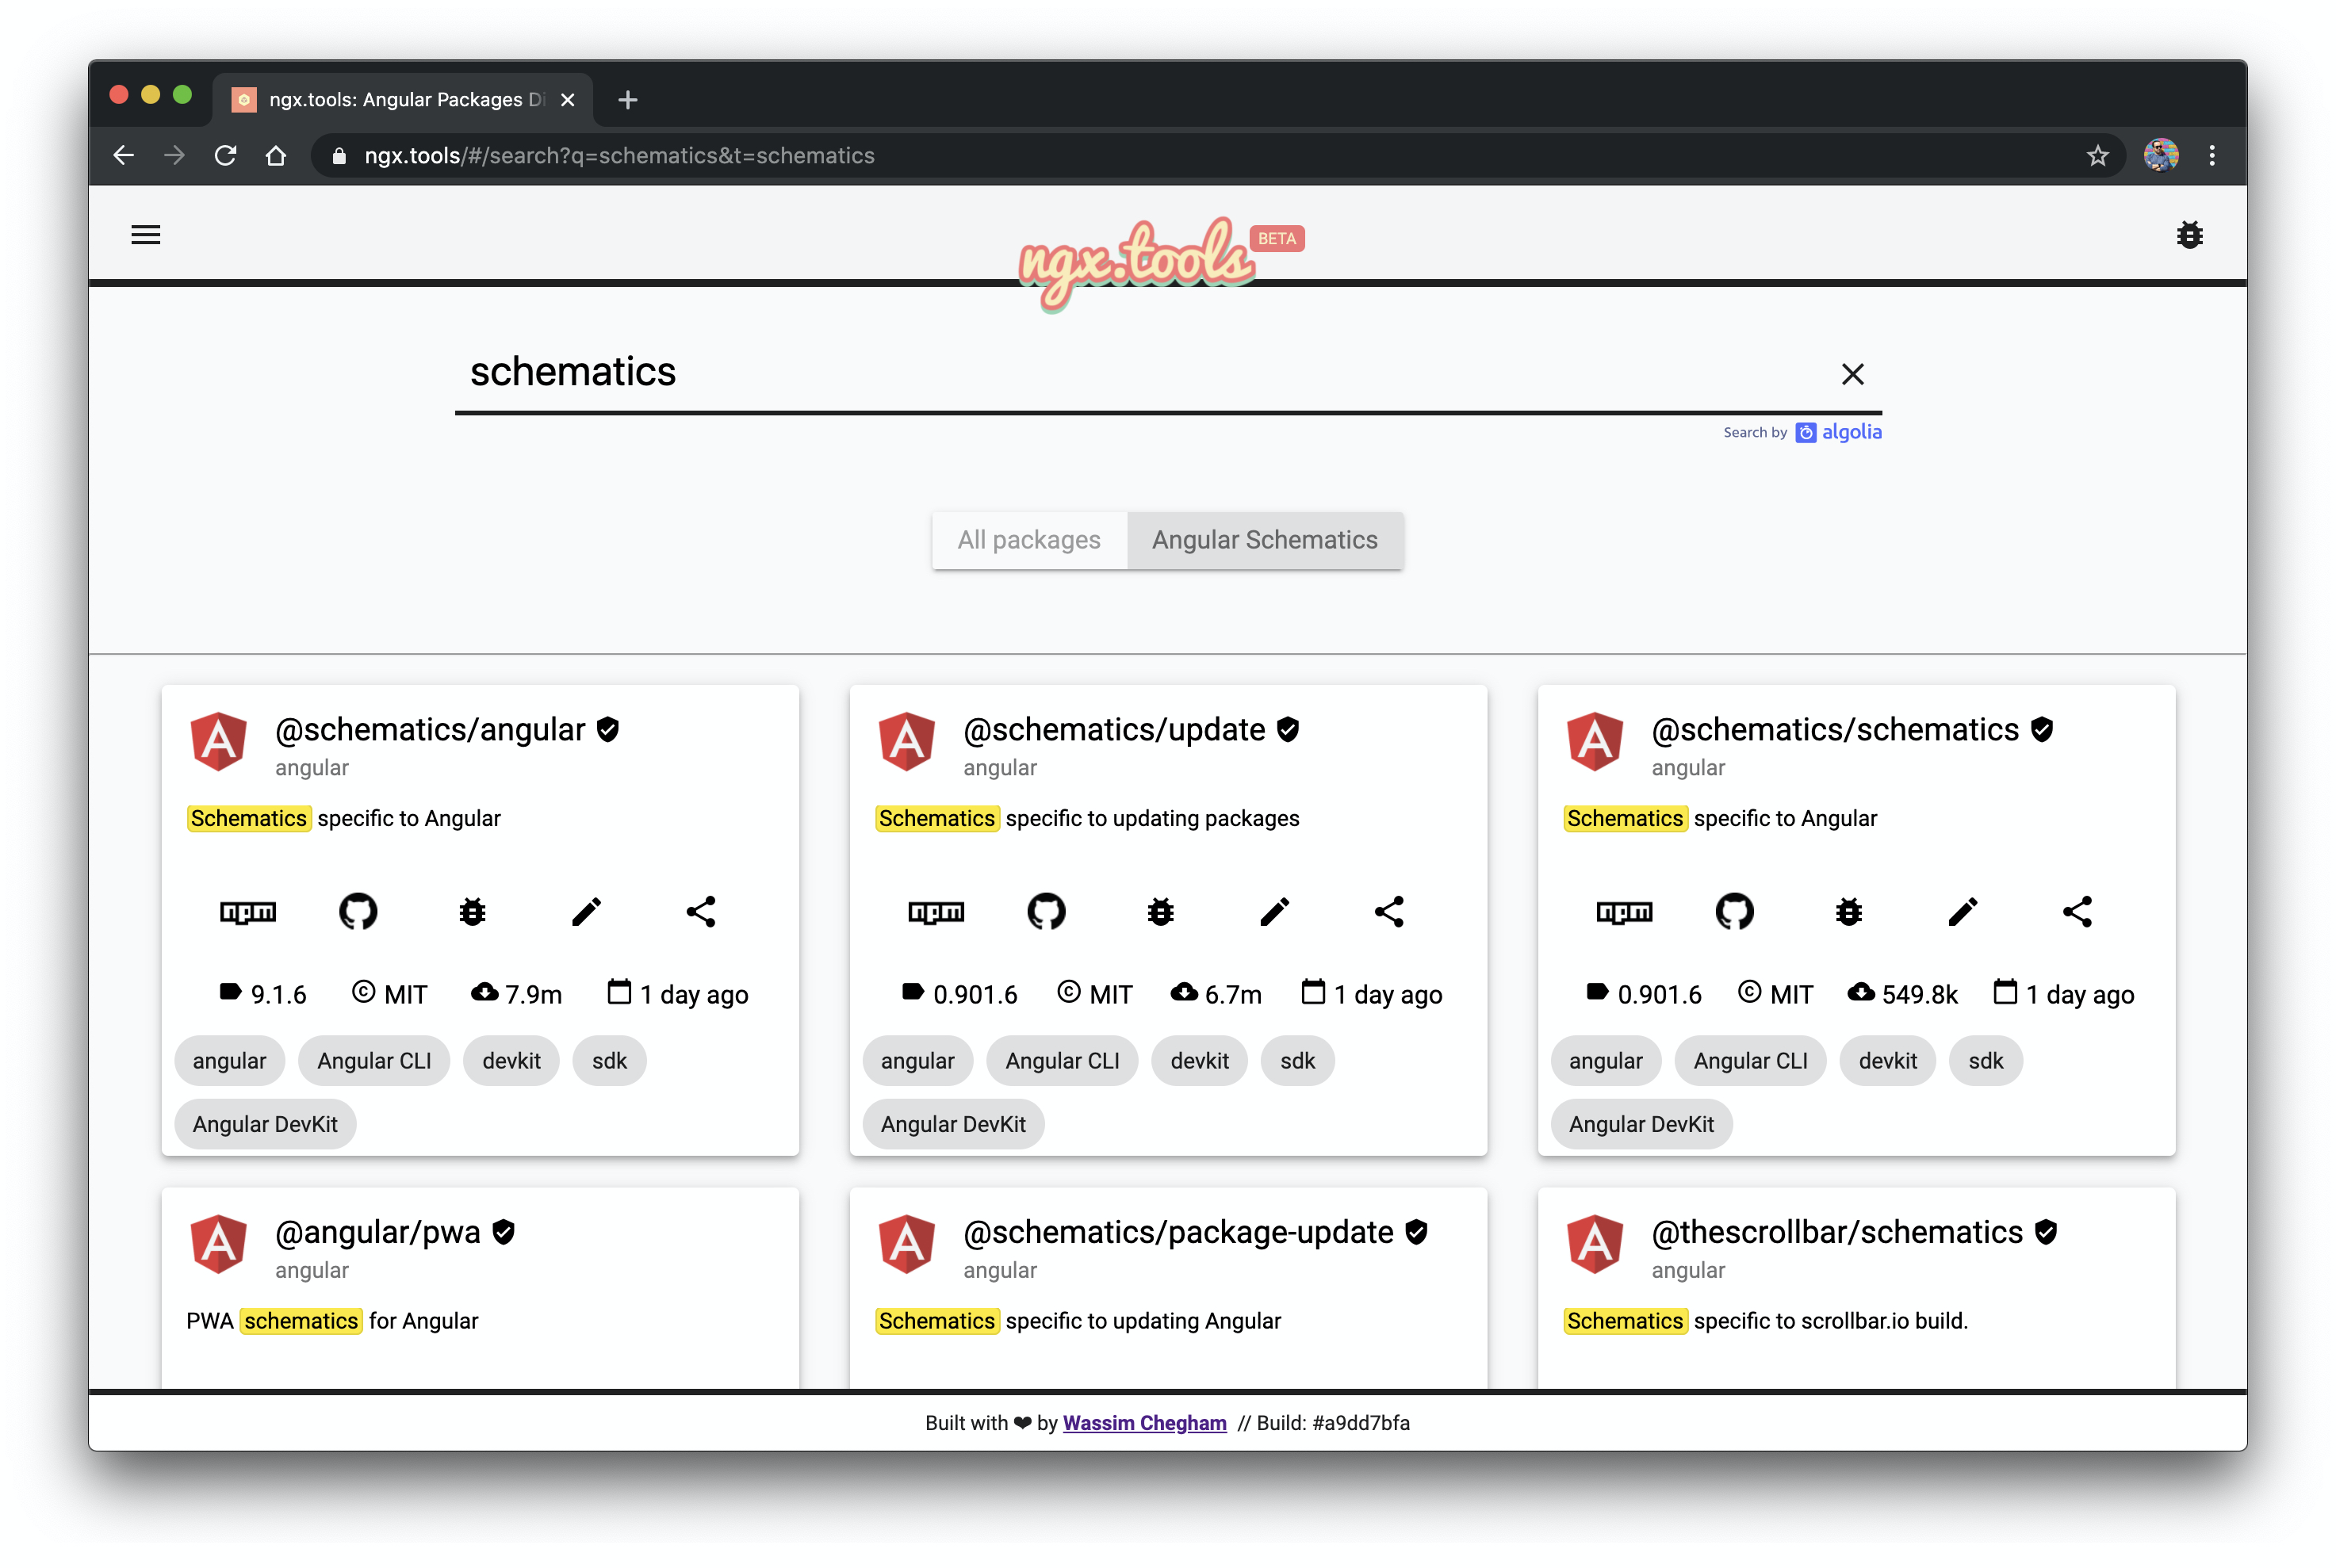 ngx.tools: Angular Packages Di
ngx.tools/#/search?q=schematics&t=schematics
ngx.tools BETA
schematics
Search by algolia
All packages Angular Schematics
@schematics/angular
angular
Schematics specific to Angular
npm
9.1.6 MIT 7.9m 1 day ago
angular Angular CLI devkit sdk
Angular DevKit
@schematics/update
angular
Schematics specific to updating packages
npm
0.901.6 MIT 6.7m 1 day ago
angular Angular CLI devkit sdk
Angular DevKit
@schematics/schematics
angular
Schematics specific to Angular
npm
0.901.6 MIT 549.8k 1 day ago
angular Angular CLI devkit sdk
Angular DevKit
@angular/pwa
angular
PWA schematics for Angular
@schematics/package-update
angular
Schematics specific to updating Angular
@thescrollbar/schematics
angular
Schematics specific to scrollbar.io build.
Built with ❤ by Wassim Chegham // Build: #a9dd7bfa